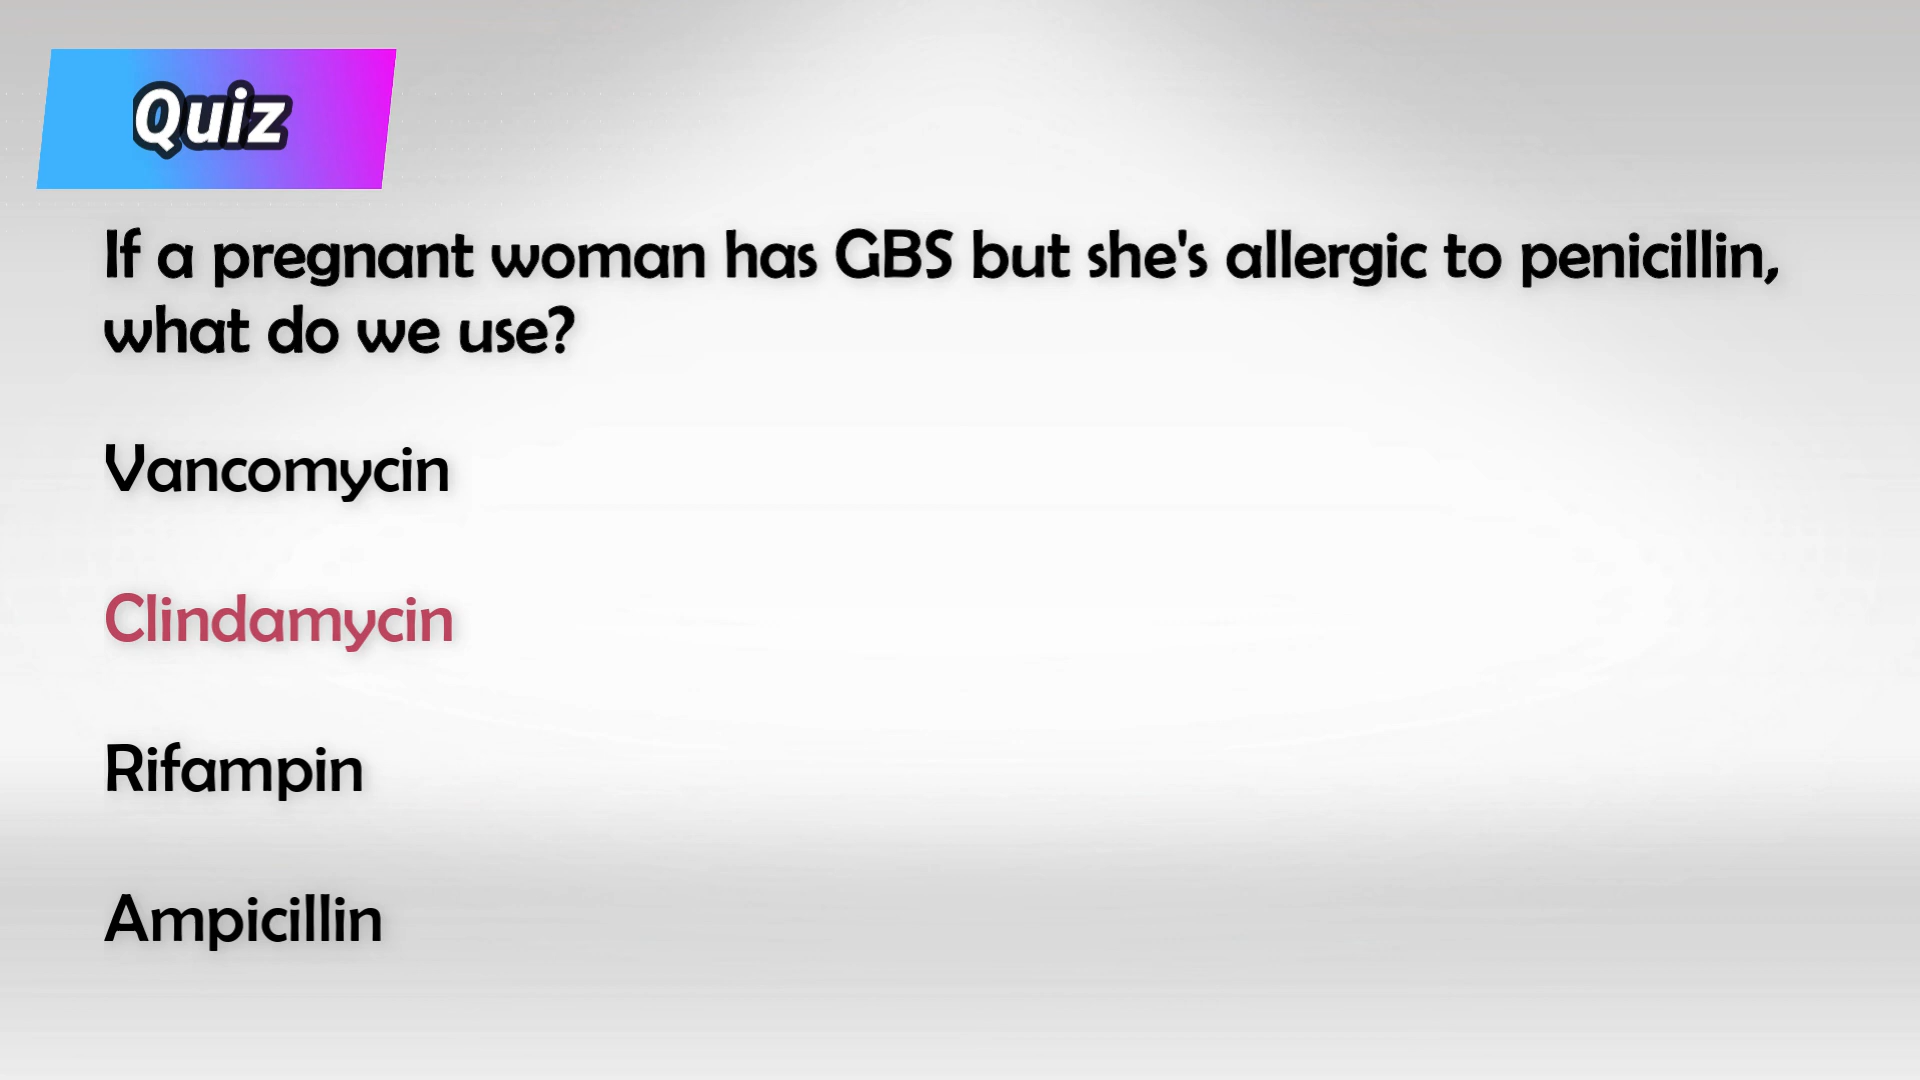 Quiz
If a pregnant woman has GBS but she's allergic to penicillin,
what do we use?
Vancomycin
Clindamycin
Rifampin
Ampicillin